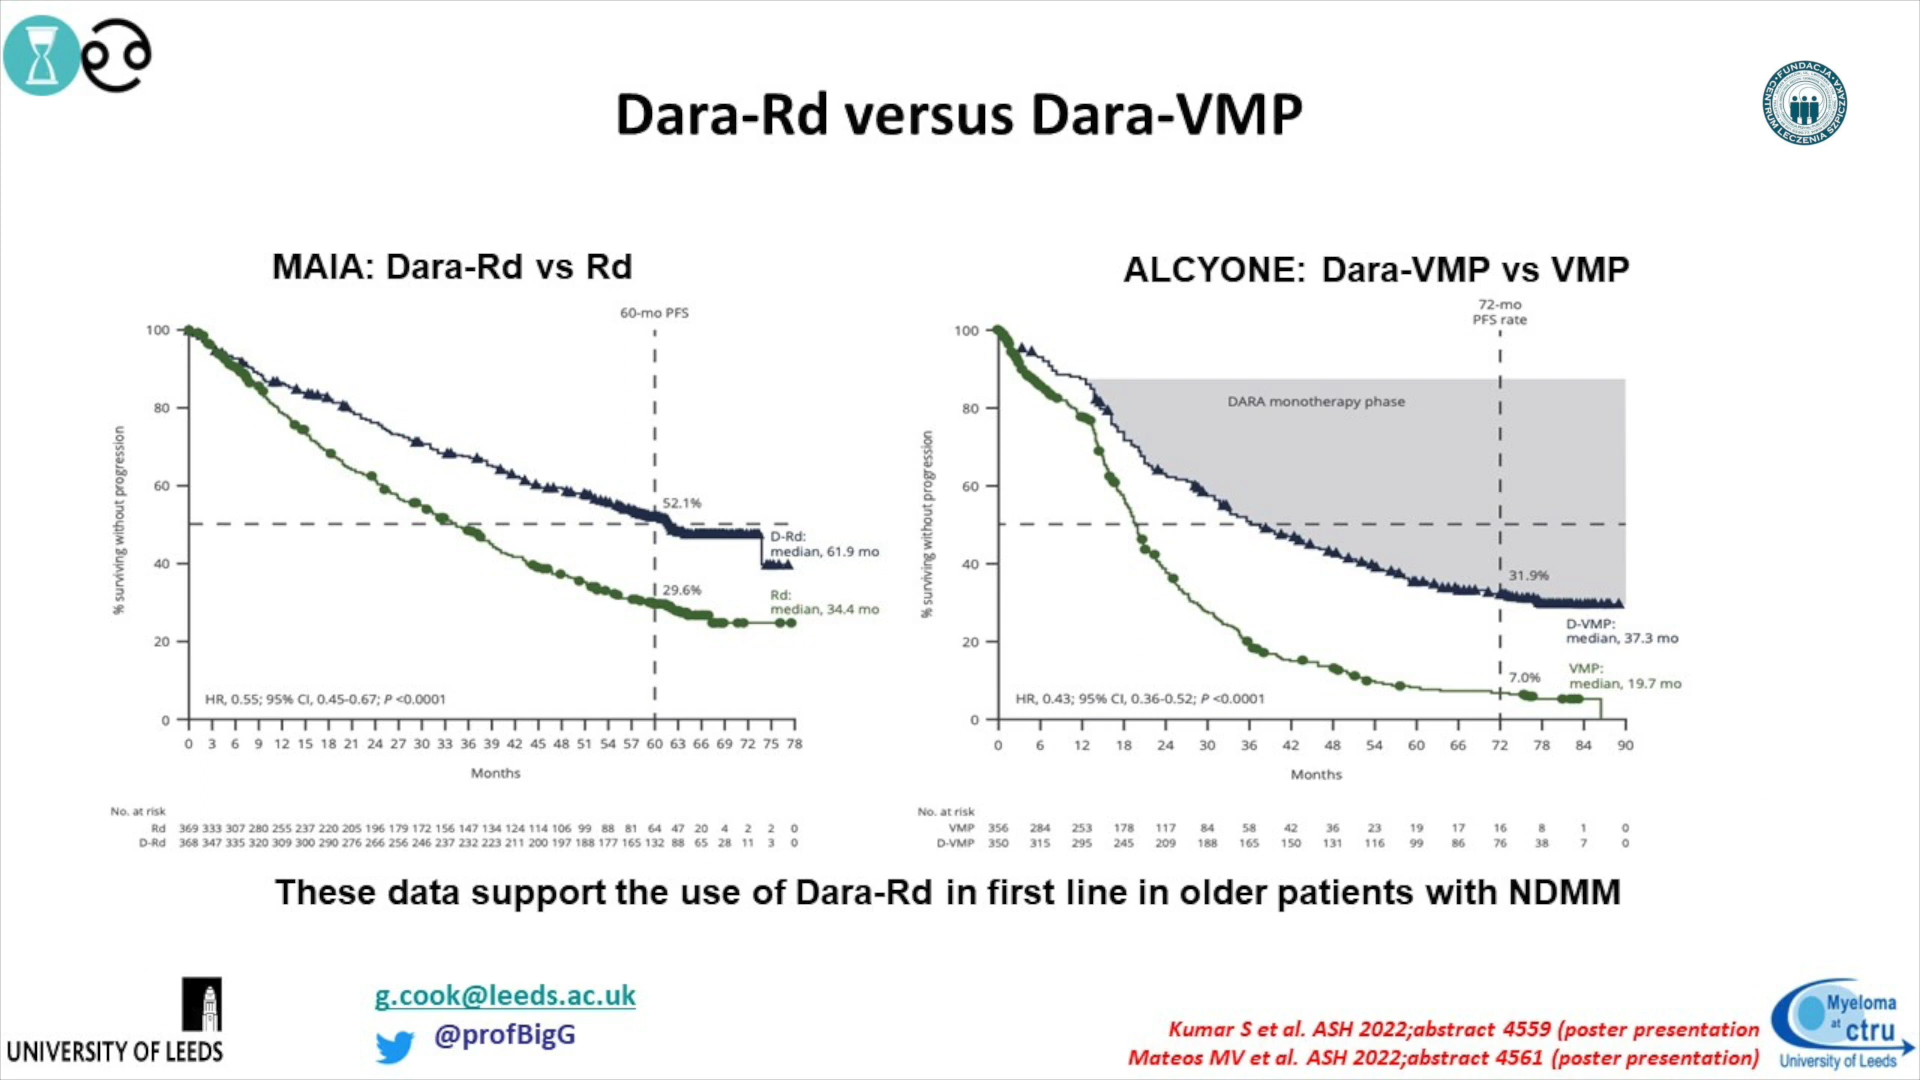 FUNDACJA
CENTRUM LECZENIA SZPICZAKA
Dara-Rd versus Dara-VMP
MAIA: Dara-Rd vs Rd
60-mo PFS
100
80
60
40
20
0
% surviving without progression
52.1%
29.6%
D-Rd:
median, 61.9 mo
Rd:
median, 34.4 mo
HR, 0.55; 95% CI, 0.45-0.67; P <0.0001
0 3 6 9 12 15 18 21 24 27 30 33 36 39 42 45 48 51 54 57 60 63 66 69 72 75 78
Months
No. at risk
Rd 369 333 307 280 255 237 220 205 196 179 172 156 147 134 124 114 106 99 88 81 64 47 20 4 2 2 0
D-Rd 368 347 335 320 309 300 290 276 266 256 246 237 232 223 211 200 197 188 177 165 132 88 65 28 11 3 0
ALCYONE: Dara-VMP vs VMP
72-mo
PFS rate
100
80
60
40
20
0
% surviving without progression
DARA monotherapy phase
31.9%
7.0%
D-VMP:
median, 37.3 mo
VMP:
median, 19.7 mo
HR, 0.43; 95% CI, 0.36-0.52; P <0.0001
0 6 12 18 24 30 36 42 48 54 60 66 72 78 84 90
Months
No. at risk
VMP 356 284 253 178 117 84 58 42 36 23 19 17 16 8 1 0
D-VMP 350 315 295 245 209 188 165 150 131 116 99 86 76 38 7 0
These data support the use of Dara-Rd in first line in older patients with NDMM
UNIVERSITY OF LEEDS
g.cook@leeds.ac.uk
@profBigG
Kumar S et al. ASH 2022;abstract 4559 (poster presentation
Mateos MV et al. ASH 2022;abstract 4561 (poster presentation)
Myeloma
at ctru
University of Leeds